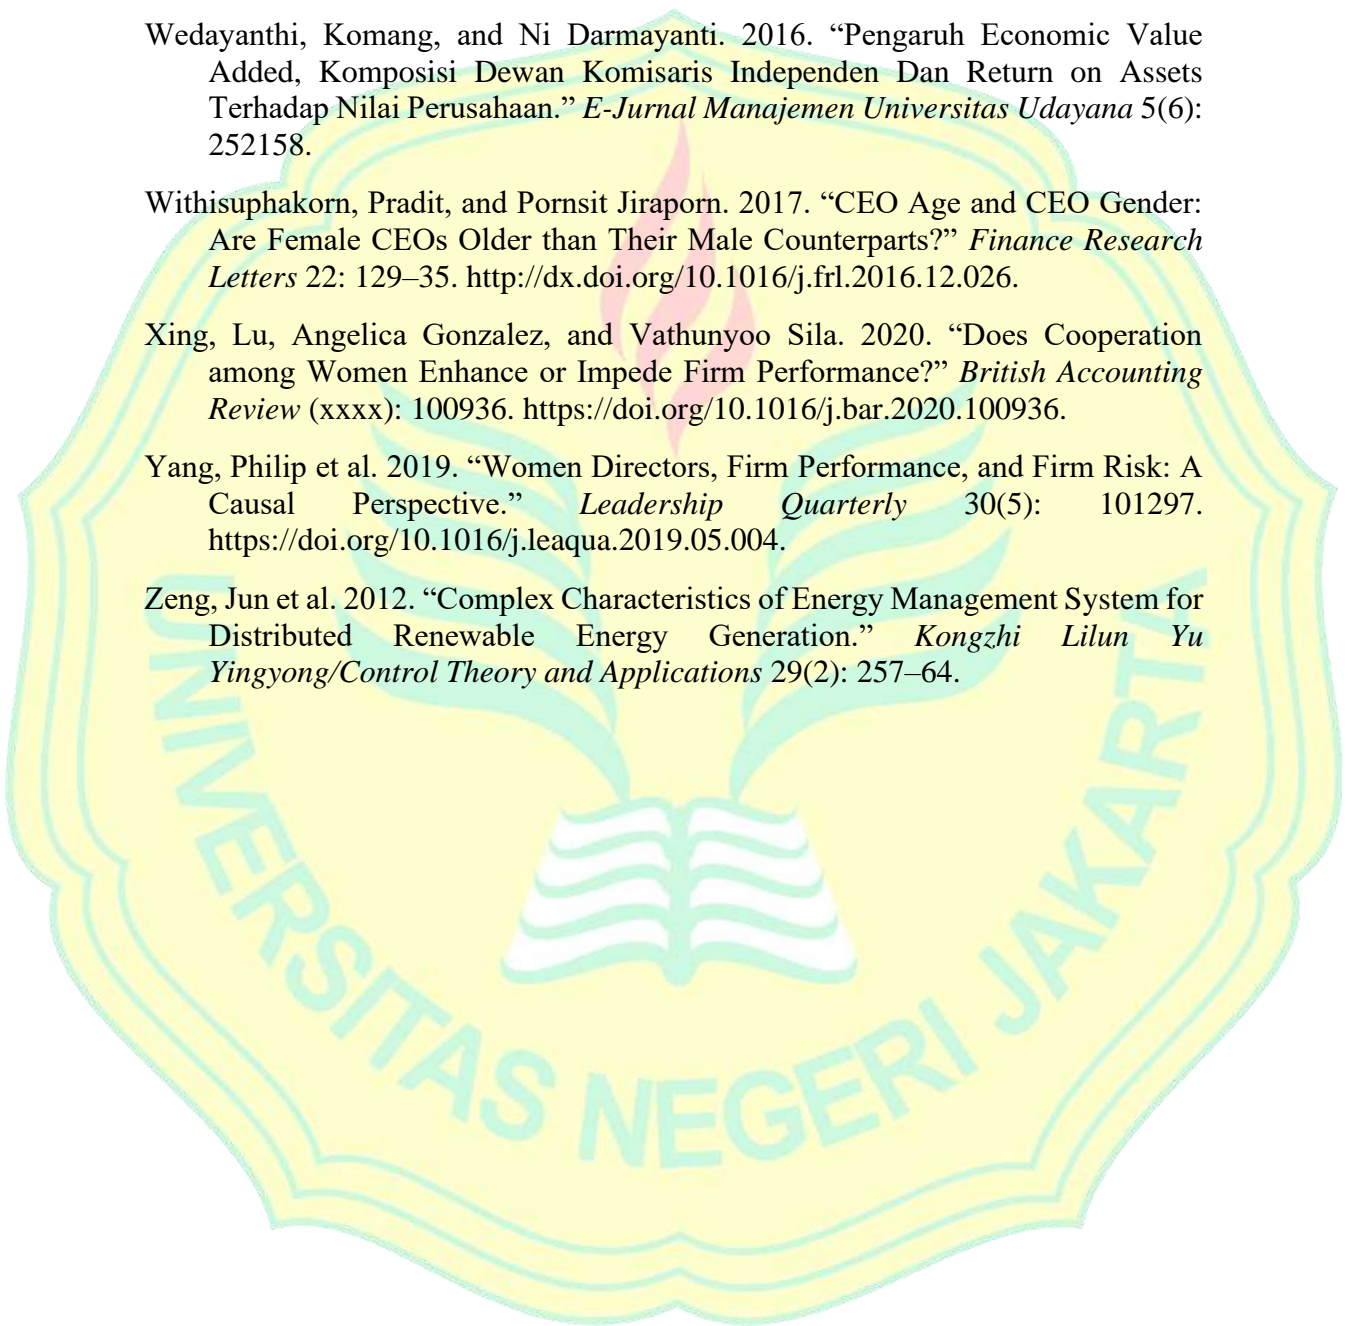 Wedayanthi, Komang, and Ni Darmayanti. 2016. “Pengaruh Economic Value
Added, Komposisi Dewan Komisaris Independen Dan Return on Assets
Terhadap Nilai Perusahaan.” E-Jurnal Manajemen Universitas Udayana 5(6):
252158.
Withisuphakorn, Pradit, and Pornsit Jiraporn. 2017. “CEO Age and CEO Gender:
Are Female CEOs Older than Their Male Counterparts?” Finance Research
Letters 22: 129–35. http://dx.doi.org/10.1016/j.frl.2016.12.026.
Xing, Lu, Angelica Gonzalez, and Vathunyoo Sila. 2020. “Does Cooperation
among Women Enhance or Impede Firm Performance?” British Accounting
Review (xxxx): 100936. https://doi.org/10.1016/j.bar.2020.100936.
Yang, Philip et al. 2019. “Women Directors, Firm Performance, and Firm Risk: A
Causal Perspective.” Leadership Quarterly 30(5): 101297.
https://doi.org/10.1016/j.leaqua.2019.05.004.
Zeng, Jun et al. 2012. “Complex Characteristics of Energy Management System for
Distributed Renewable Energy Generation.” Kongzhi Lilun Yu
Yingyong/Control Theory and Applications 29(2): 257–64.
UNIVERSITAS NEGERI JAKARTA